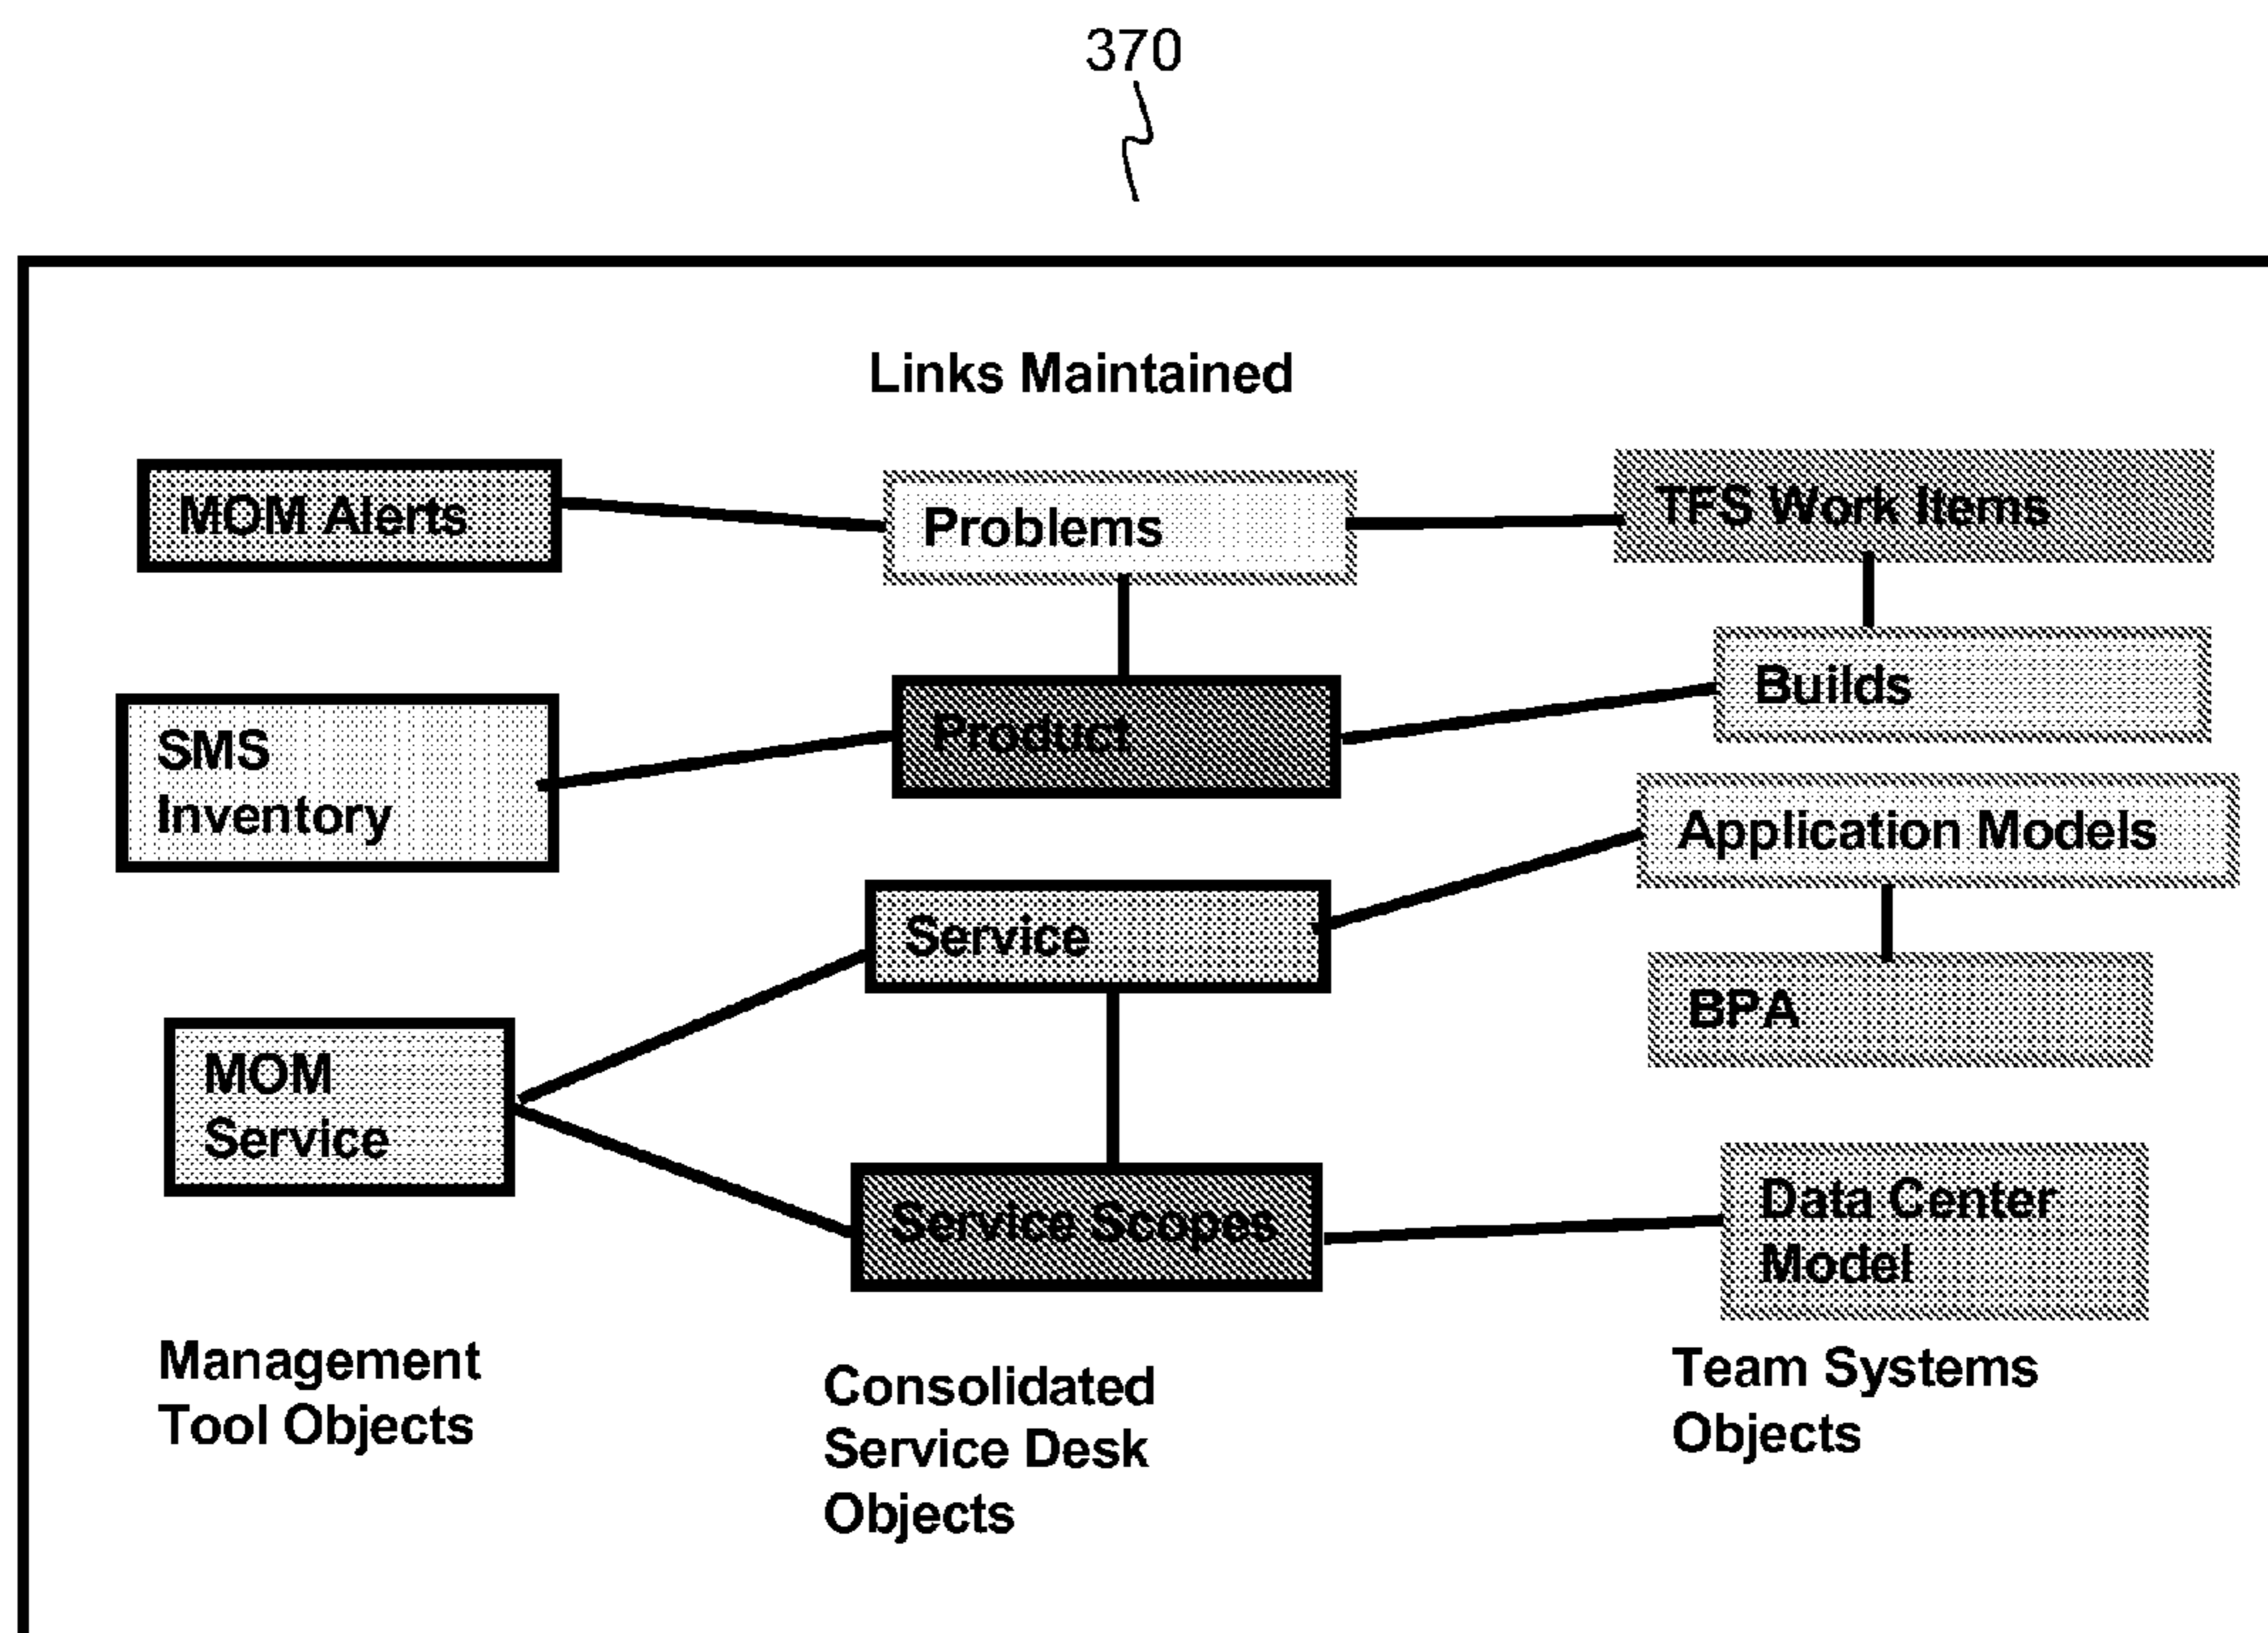 370
Links Maintained
MOM Alerts
Problems
TFS Work Items
Product
Builds
SMS
Inventory
Application Models
Service
BPA
MOM
Service
Service Scopes
Data Center
Model
Management
Tool Objects
Consolidated
Service Desk
Objects
Team Systems
Objects